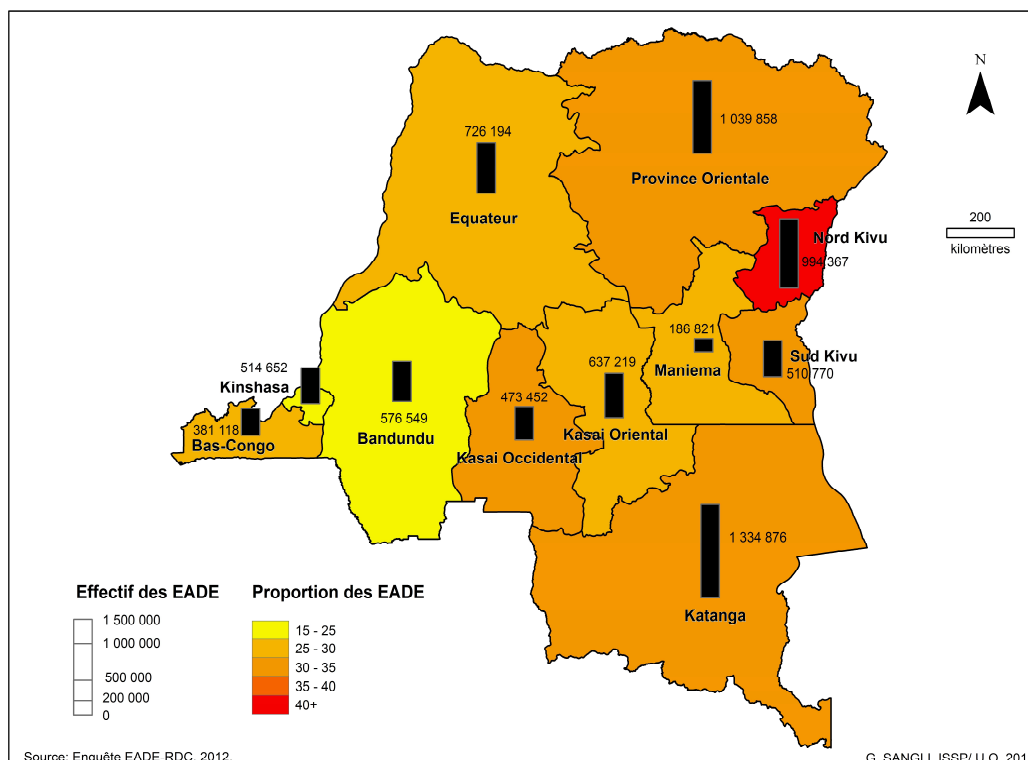 N
726 194
1 039 858
Province Orientale
Equateur
200
kilomètres
Nord Kivu
994 367
186 821
Maniema
Sud Kivu
510 770
514 652
Kinshasa
637 219
Kasai Oriental
473 452
Kasai Occidental
576 549
Bandundu
381 118
Bas-Congo
1 334 876
Katanga
Effectif des EADE
1 500 000
1 000 000
500 000
200 000
0
Proportion des EADE
15 - 25
25 - 30
30 - 35
35 - 40
40+
Source: Enquête EADE-RDC, 2012.
G. SANGLI, ISSP/ U.O,